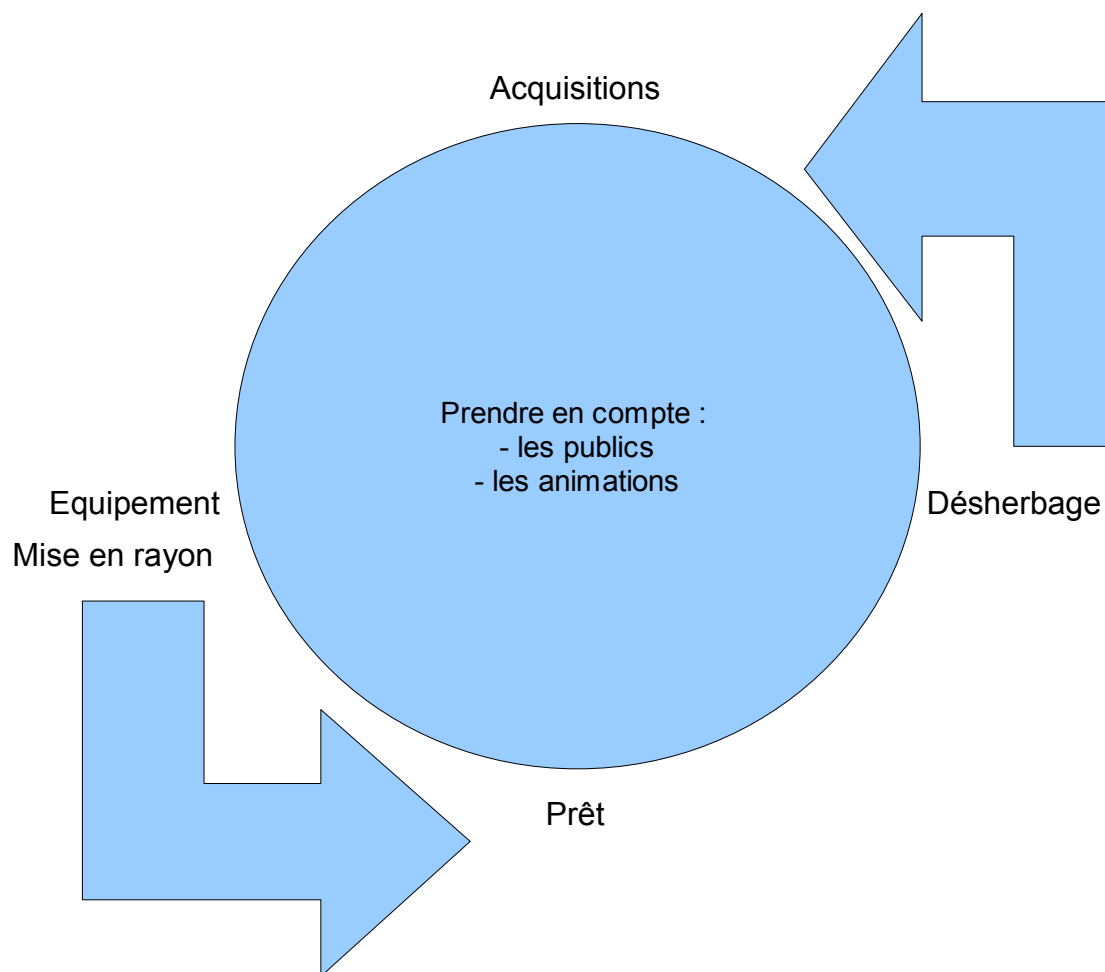 Acquisitions
Prendre en compte :
- les publics
- les animations
Equipement
Désherbage
Mise en rayon
Prêt